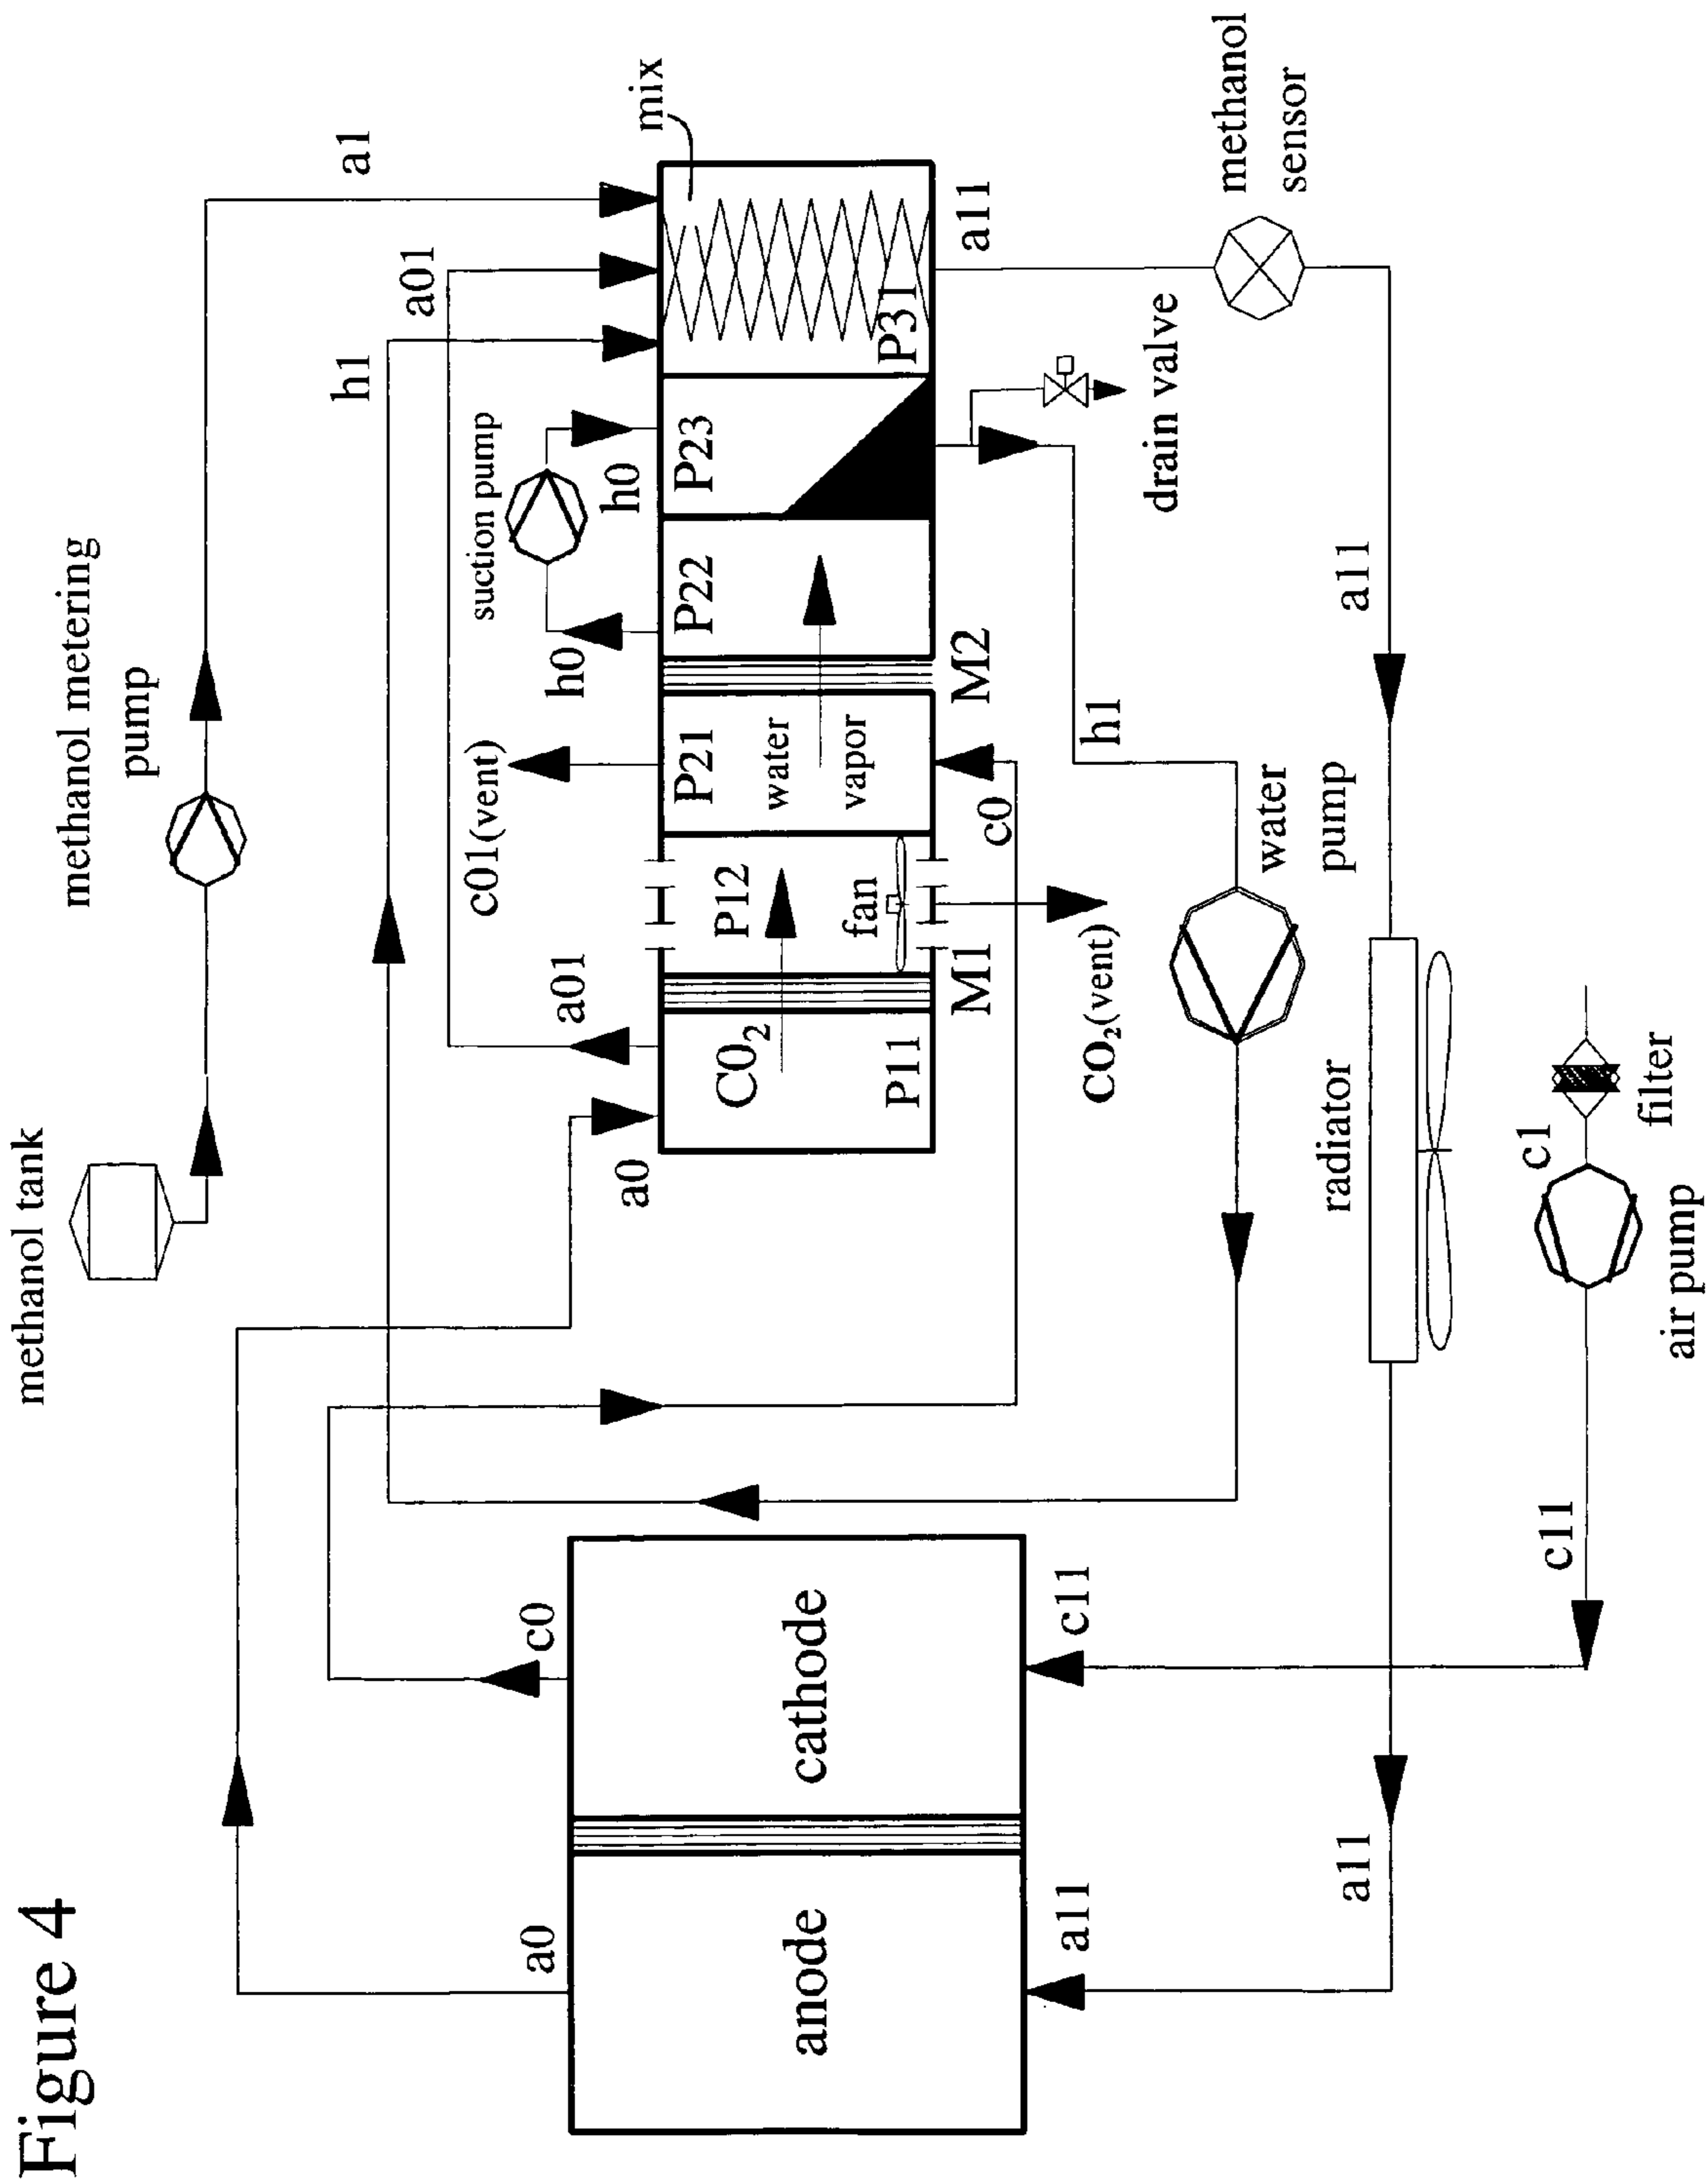 Figure 4
methanol tank
methanol metering
pump
a1
h1
a01
mix
suction pump
h0
h0
c01(vent)
a01
a0
a0
c0
CO2
P11
P12
fan
P21
water
vapor
P22
P23
P31
M1
M2
c0
CO2(vent)
h1
drain valve
a11
methanol
sensor
anode
cathode
a11
c11
water
pump
a11
radiator
a11
c11
c1
air pump
filter